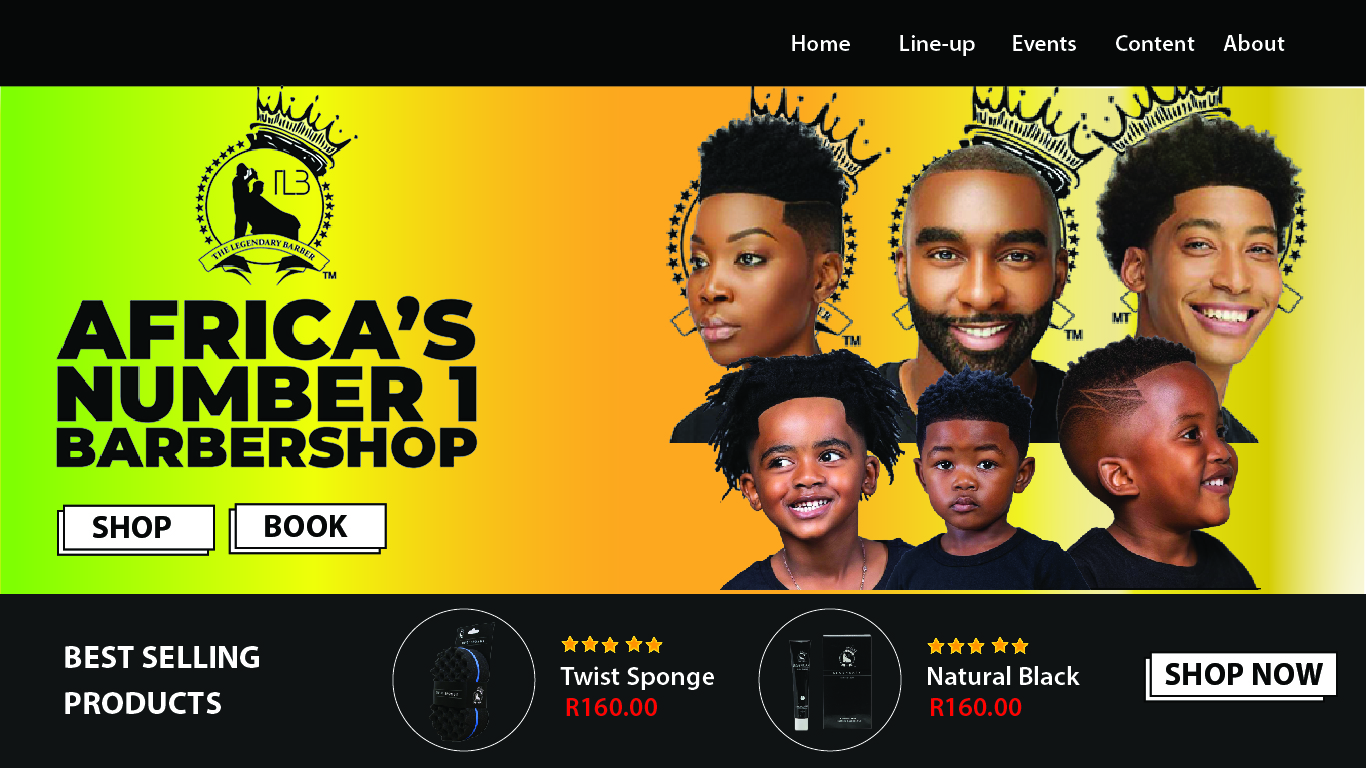 Home Line-up Events Content About
TLB
THE LEGENDARY BARBER
TM
AFRICA'S
NUMBER 1
BARBERSHOP
SHOP
BOOK
TM
TM
MT
BEST SELLING
PRODUCTS
Twist Sponge
R160.00
Natural Black
R160.00
SHOP NOW